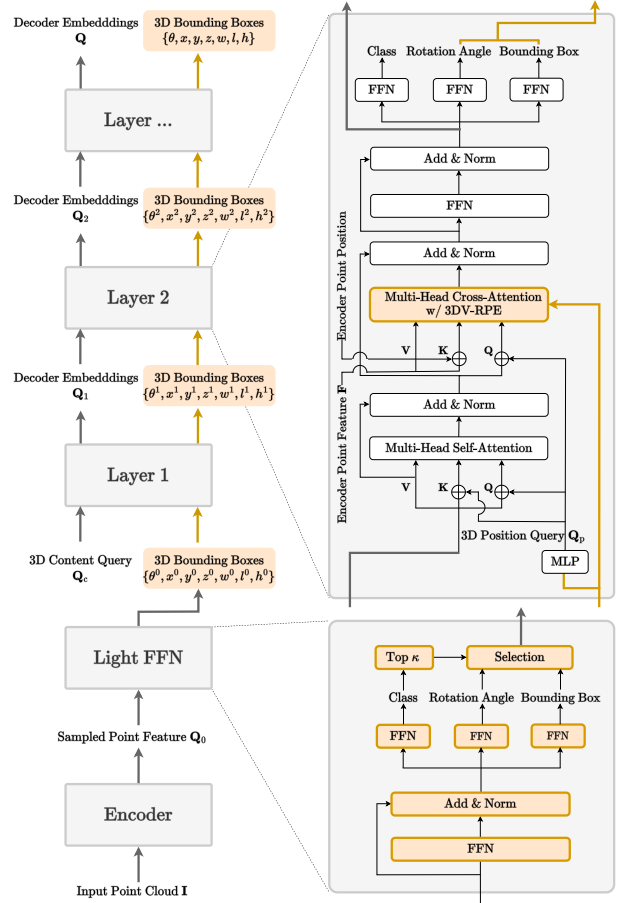 Decoder Embedddings
Q
3D Bounding Boxes
{θ, x, y, z, w, l, h}
Layer ...
Decoder Embedddings
Q₂
3D Bounding Boxes
{θ², x², y², z², w², l², h²}
Layer 2
Decoder Embedddings
Q₁
3D Bounding Boxes
{θ¹, x¹, y¹, z¹, w¹, l¹, h¹}
Layer 1
3D Content Query
Q_c
3D Bounding Boxes
{θ⁰, x⁰, y⁰, z⁰, w⁰, l⁰, h⁰}
Light FFN
Sampled Point Feature Q₀
Encoder
Input Point Cloud I
Class
Rotation Angle
Bounding Box
FFN
FFN
FFN
Add & Norm
FFN
Add & Norm
Encoder Point Position
Multi-Head Cross-Attention
w/ 3DV-RPE
V
K
Q
Encoder Point Feature F
Add & Norm
Multi-Head Self-Attention
V
K
Q
3D Position Query Q_p
MLP
Top κ
Selection
Class
Rotation Angle
Bounding Box
FFN
FFN
FFN
Add & Norm
FFN